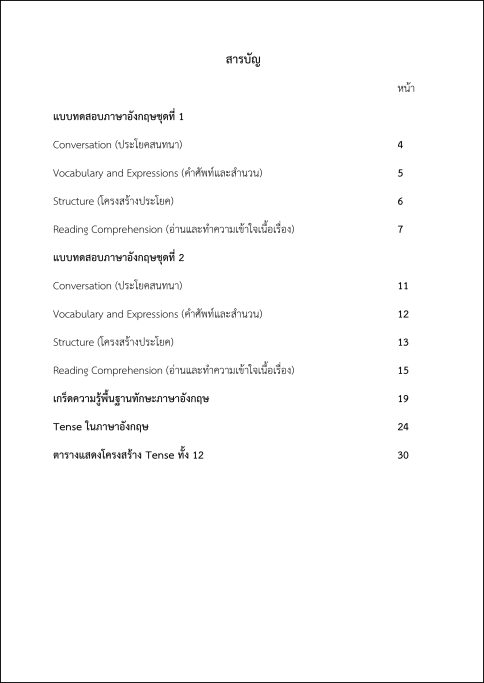 สารบัญ
หน้า
แบบทดสอบภาษาอังกฤษชุดที่ 1
Conversation (ประโยคสนทนา) 4
Vocabulary and Expressions (คำศัพท์และสำนวน) 5
Structure (โครงสร้างประโยค) 6
Reading Comprehension (อ่านและทำความเข้าใจเนื้อเรื่อง) 7
แบบทดสอบภาษาอังกฤษชุดที่ 2
Conversation (ประโยคสนทนา) 11
Vocabulary and Expressions (คำศัพท์และสำนวน) 12
Structure (โครงสร้างประโยค) 13
Reading Comprehension (อ่านและทำความเข้าใจเนื้อเรื่อง) 15
เกร็ดความรู้พื้นฐานทักษะภาษาอังกฤษ 19
Tense ในภาษาอังกฤษ 24
ตารางแสดงโครงสร้าง Tense ทั้ง 12 30